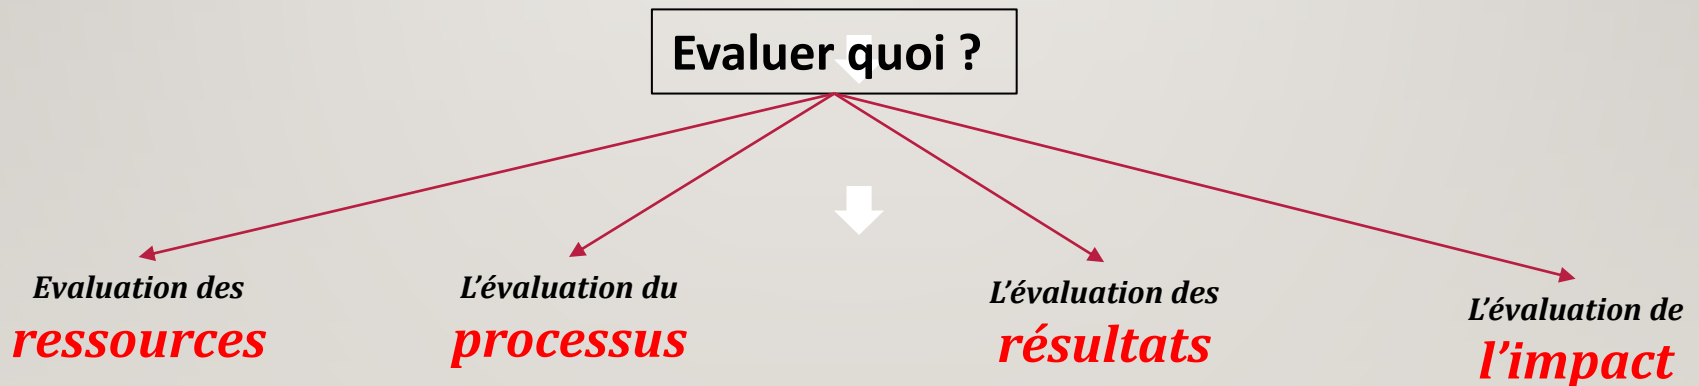 Evaluer quoi ?
Evaluation des
ressources
L’évaluation du
processus
L’évaluation des
résultats
L’évaluation de
l’impact